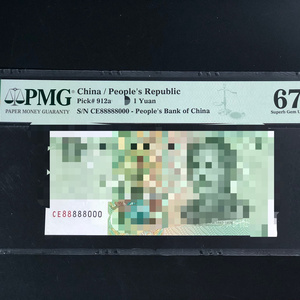 PMG
PAPER MONEY GUARANTY
China / People's Republic
Pick# 912a 1 Yuan
S/N CE88888000 - People's Bank of China
67
Superb Gem
CE88888000